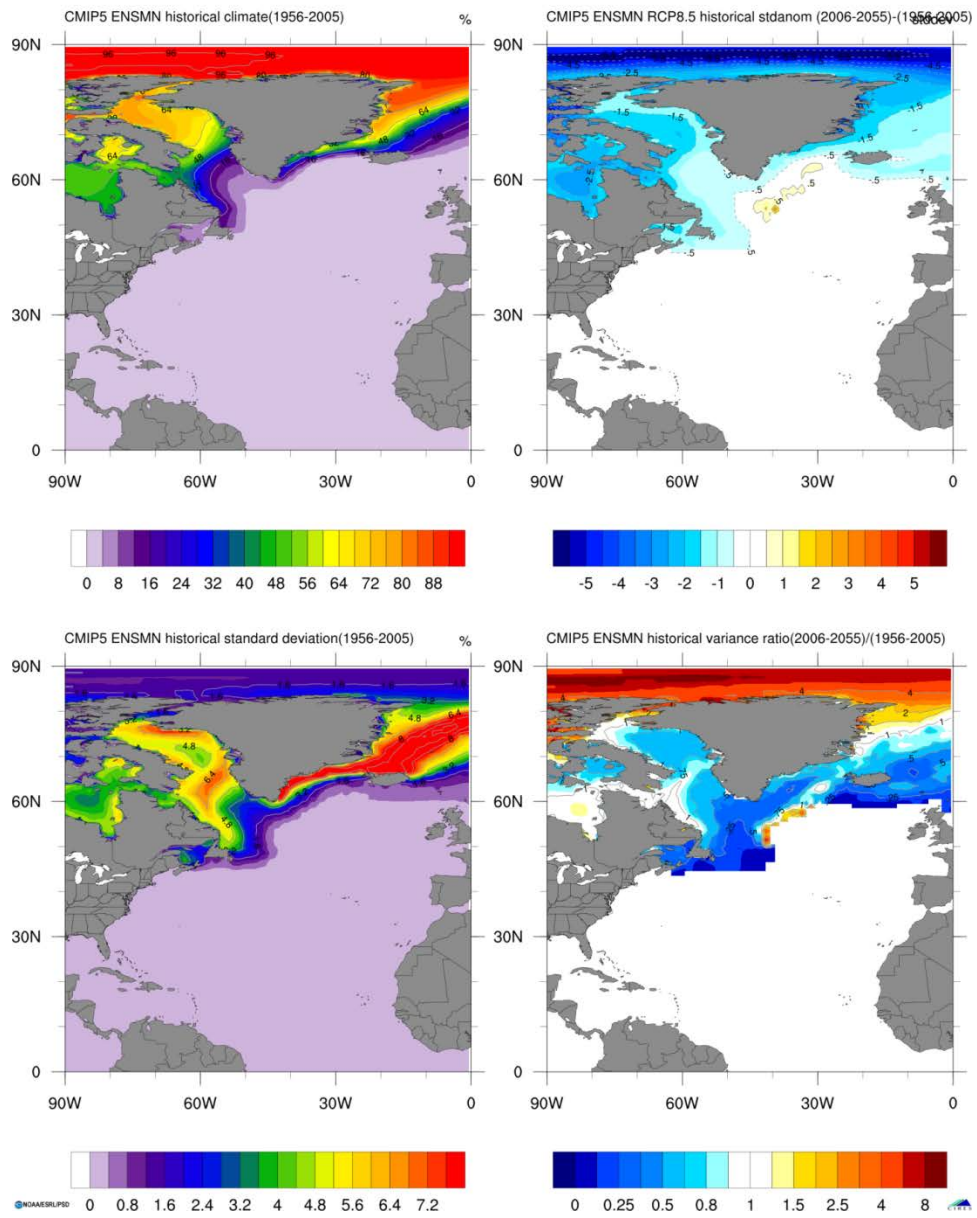 CMIP5 ENSMN historical climate(1956-2005) %
CMIP5 ENSMN RCP8.5 historical stdanom (2006-2055)-(1956-2005)
stddev
90N
60N
30N
0
90W 60W 30W 0
0 8 16 24 32 40 48 56 64 72 80 88
90N
60N
30N
0
90W 60W 30W 0
-5 -4 -3 -2 -1 0 1 2 3 4 5
CMIP5 ENSMN historical standard deviation(1956-2005) %
CMIP5 ENSMN historical variance ratio(2006-2055)/(1956-2005)
90N
60N
30N
0
90W 60W 30W 0
0 0.8 1.6 2.4 3.2 4 4.8 5.6 6.4 7.2
90N
60N
30N
0
90W 60W 30W 0
0 0.25 0.5 0.8 1 1.5 2.5 4 8
NOAA/ESRL/PSD